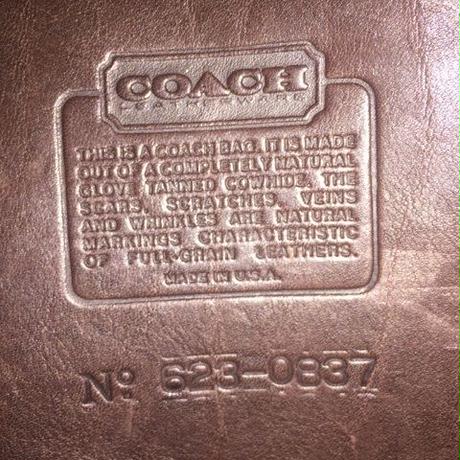 COACH
LEATHERWARE
THIS IS A COACH BAG. IT IS MADE
OUT OF A COMPLETELY NATURAL
GLOVE TANNED COWHIDE. THE
SCARS, SCRATCHES, VEINS
AND WRINKLES ARE NATURAL
MARKINGS CHARACTERISTIC
OF FULL-GRAIN LEATHERS.
MADE IN U.S.A.
No 623-0837